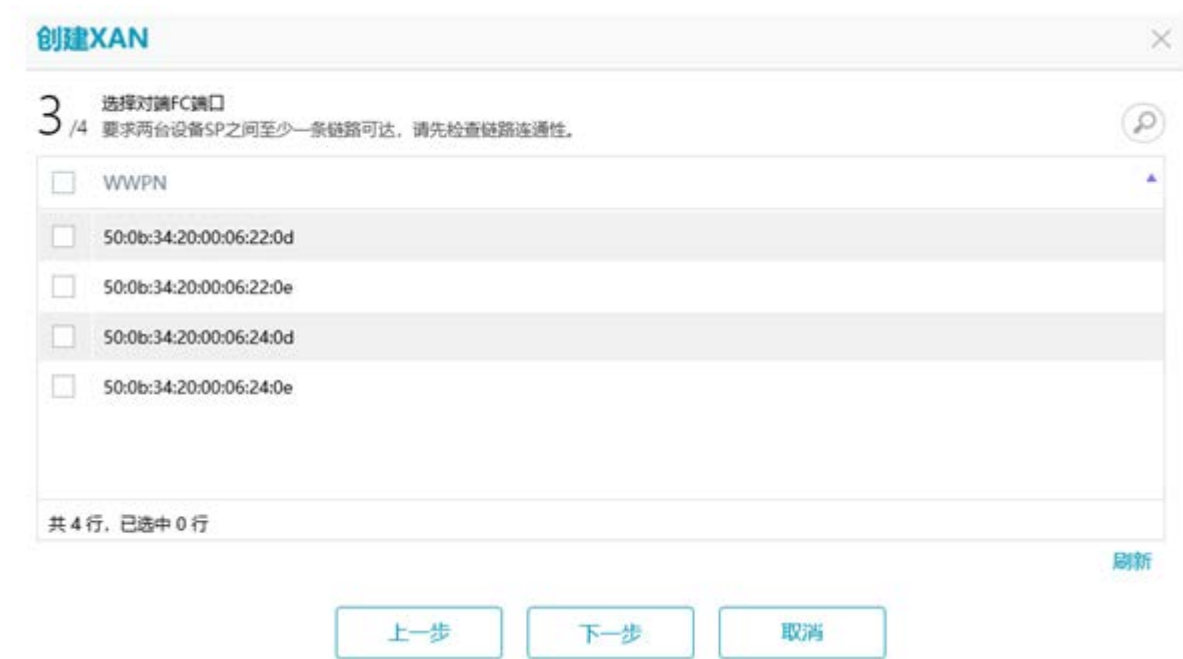 创建XAN
3 /4 选择对端FC端口
要求两台设备SP之间至少一条链路可达，请先检查链路连通性。
WWPN
50:0b:34:20:00:06:22:0d
50:0b:34:20:00:06:22:0e
50:0b:34:20:00:06:24:0d
50:0b:34:20:00:06:24:0e
共 4 行，已选中 0 行
刷新
上一步 下一步 取消